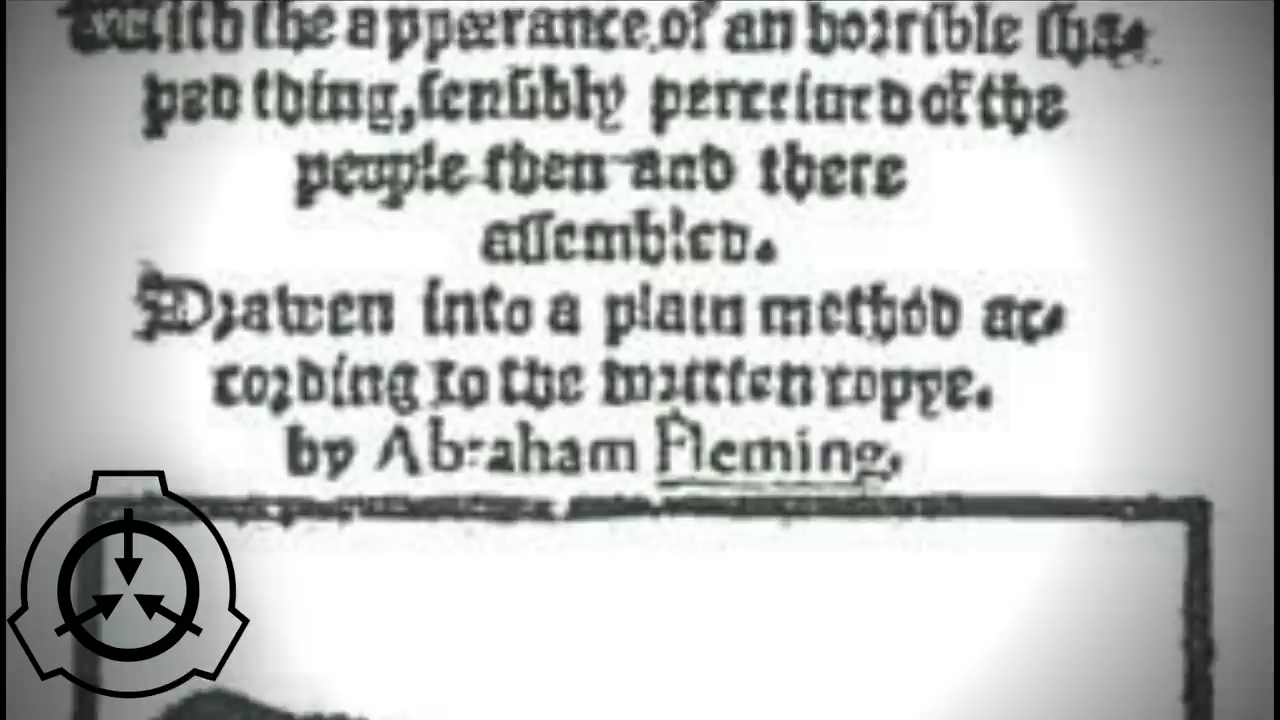 with the appęrance of an horrible sha⸗
ped thing, ſenſibly perceiued of the
people then and there
aſſembled.
Drawen into a plain method ac⸗
cording to the written copye.
by Abraham Fleming.